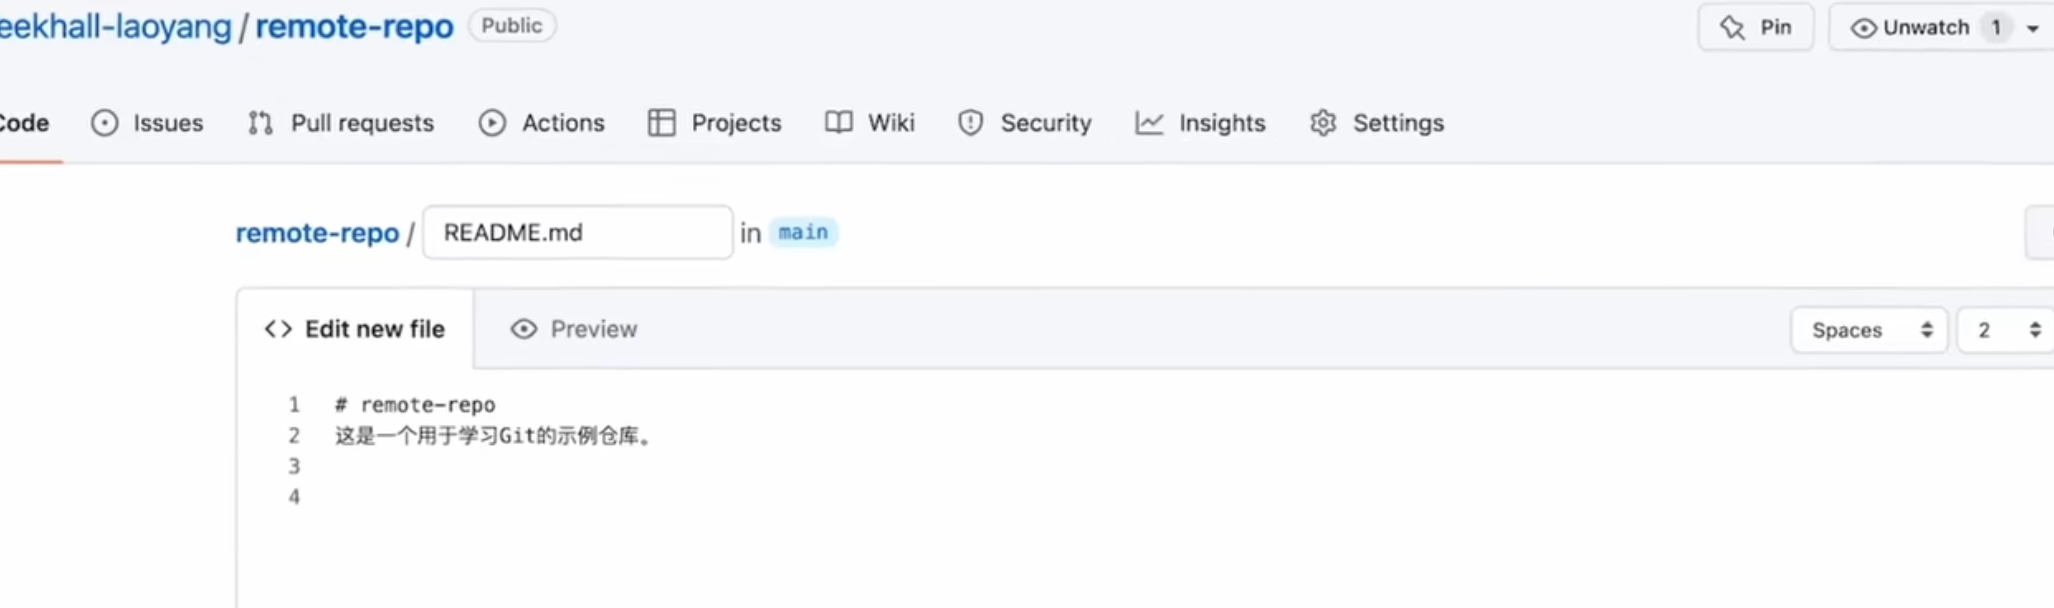 eekhall-laoyang / remote-repo Public Pin Unwatch 1
Code Issues Pull requests Actions Projects Wiki Security Insights Settings
remote-repo / README.md in main
<> Edit new file Preview Spaces 2
1 # remote-repo
2 这是一个用于学习Git的示例仓库。
3
4